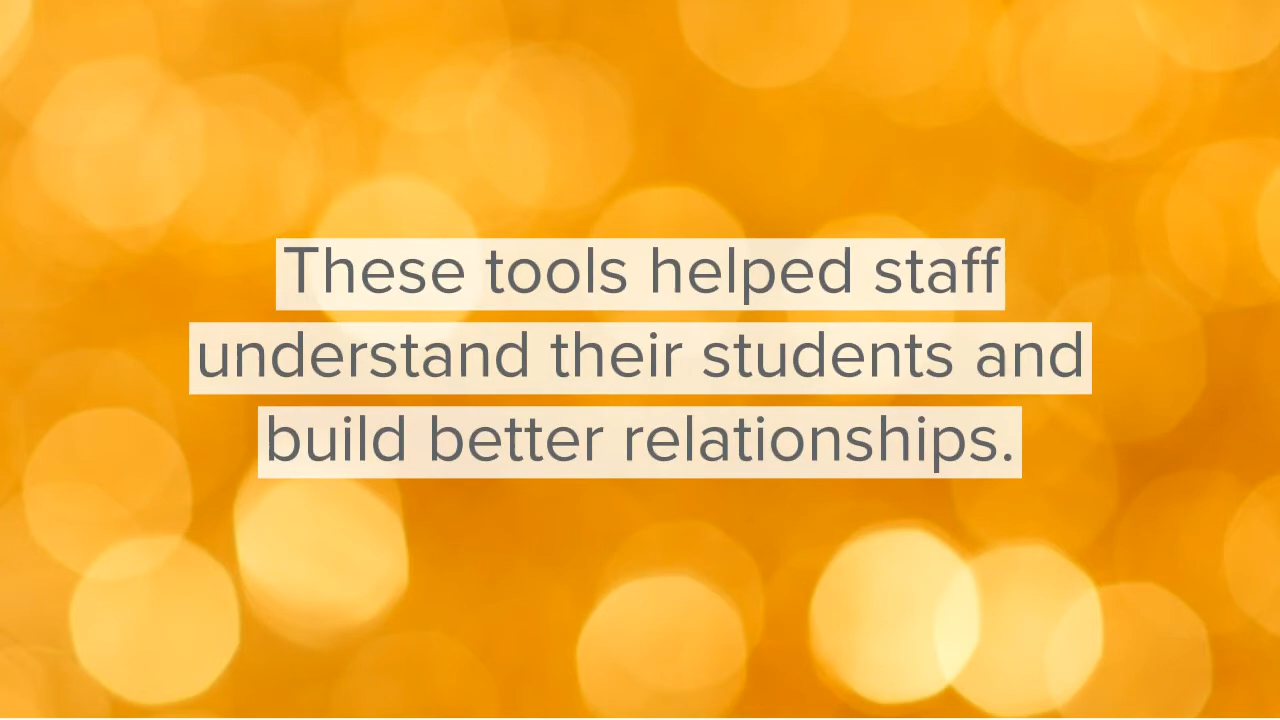 These tools helped staff
understand their students and
build better relationships.